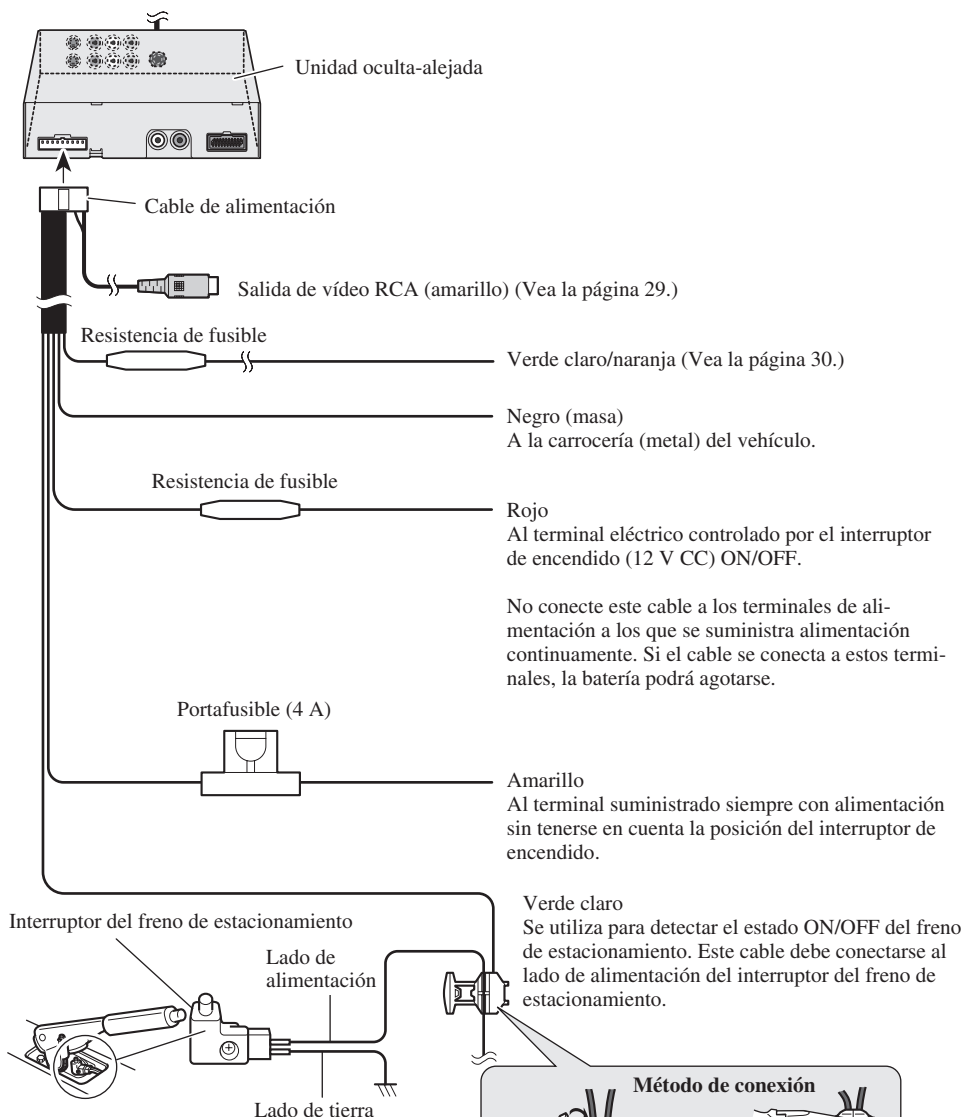 Unidad oculta-alejada
Cable de alimentación
Salida de vídeo RCA (amarillo) (Vea la página 29.)
Resistencia de fusible
Verde claro/naranja (Vea la página 30.)
Negro (masa)
A la carrocería (metal) del vehículo.
Resistencia de fusible
Rojo
Al terminal eléctrico controlado por el interruptor
de encendido (12 V CC) ON/OFF.
No conecte este cable a los terminales de ali-
mentación a los que se suministra alimentación
continuamente. Si el cable se conecta a estos termi-
nales, la batería podrá agotarse.
Portafusible (4 A)
Amarillo
Al terminal suministrado siempre con alimentación
sin tenerse en cuenta la posición del interruptor de
encendido.
Verde claro
Se utiliza para detectar el estado ON/OFF del freno
de estacionamiento. Este cable debe conectarse al
lado de alimentación del interruptor del freno de
estacionamiento.
Interruptor del freno de estacionamiento
Lado de
alimentación
Lado de tierra
Método de conexión